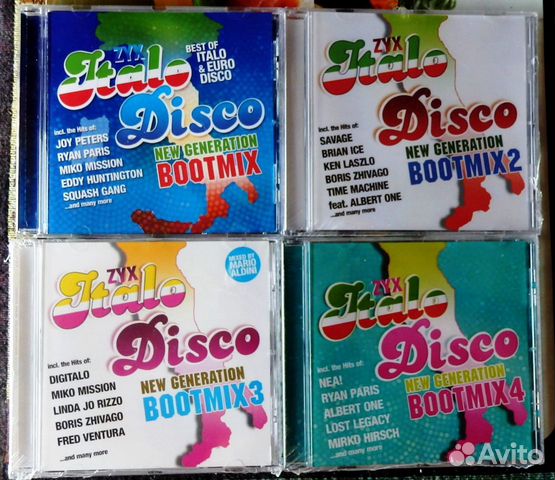 ZYX
Italo
Disco
BEST OF
ITALO
& EURO
DISCO
NEW GENERATION
BOOTMIX
incl. the Hits of:
JOY PETERS
RYAN PARIS
MIKO MISSION
EDDY HUNTINGTON
SQUASH GANG
...and many more
ZYX
Italo
Disco
NEW GENERATION
BOOTMIX 2
incl. the Hits of:
SAVAGE
BRIAN ICE
KEN LASZLO
BORIS ZHIVAGO
TIME MACHINE
feat. ALBERT ONE
...and many more
ZYX
Italo
Disco
MIXED BY
MARIO
ALDINI
NEW GENERATION
BOOTMIX 3
incl. the Hits of:
DIGITALO
MIKO MISSION
LINDA JO RIZZO
BORIS ZHIVAGO
FRED VENTURA
...and many more
ZYX
Italo
Disco
NEW GENERATION
BOOTMIX 4
incl. the Hits of:
NEA!
RYAN PARIS
ALBERT ONE
LOST LEGACY
MIRKO HIRSCH
...and many more
Avito